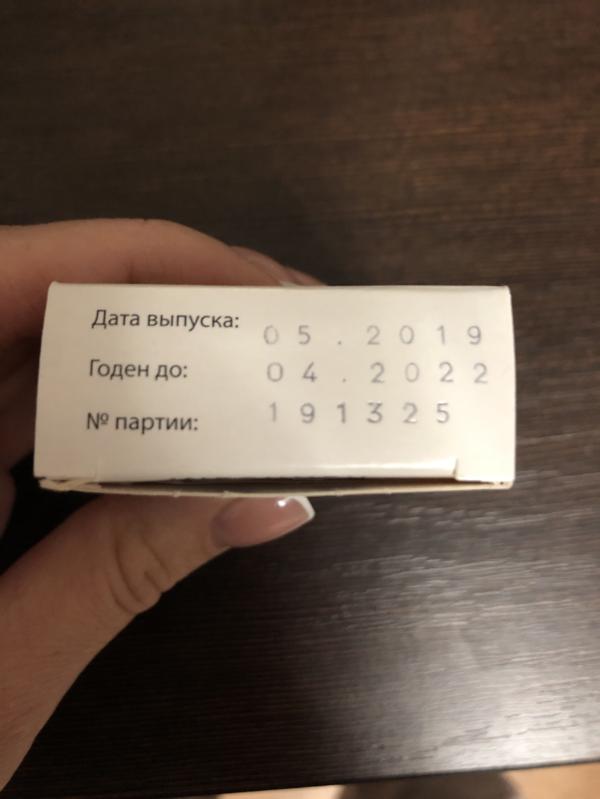 Дата выпуска: 05.2019
Годен до: 04.2022
№ партии: 191325